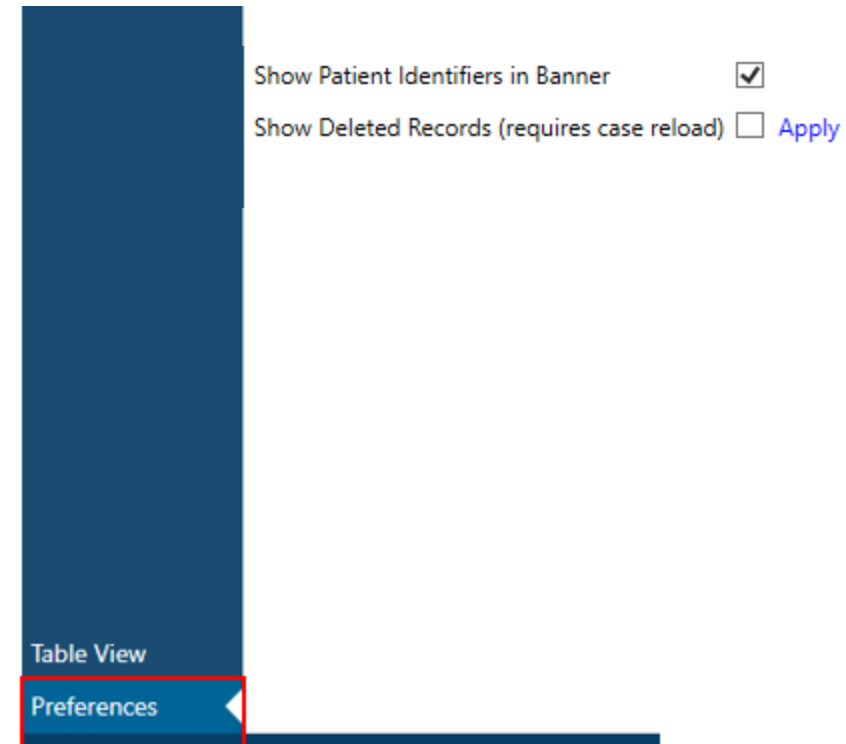 Show Patient Identifiers in Banner
Show Deleted Records (requires case reload) Apply
Table View
Preferences